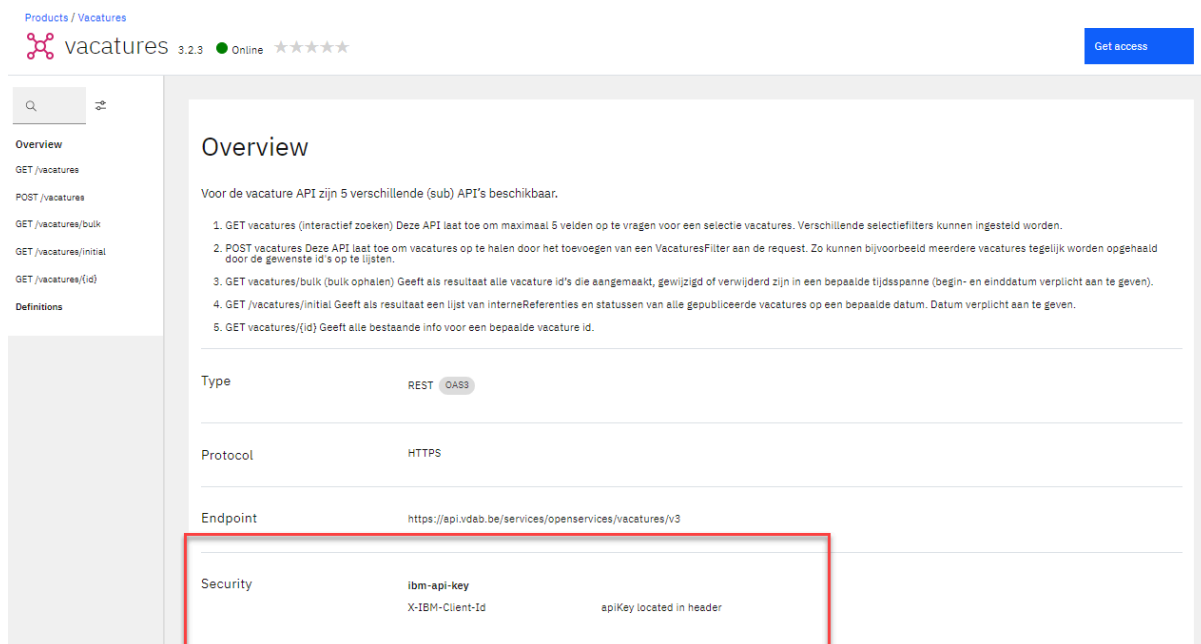 Products / Vacatures
vacatures 3.2.3 Online
Get access
Overview
GET /vacatures
POST /vacatures
GET /vacatures/bulk
GET /vacatures/initial
GET /vacatures/{id}
Definitions
Overview
Voor de vacature API zijn 5 verschillende (sub) API's beschikbaar.
1. GET vacatures (interactief zoeken) Deze API laat toe om maximaal 5 velden op te vragen voor een selectie vacatures. Verschillende selectiefilters kunnen ingesteld worden.
2. POST vacatures Deze API laat toe om vacatures op te halen door het toevoegen van een VacaturesFilter aan de request. Zo kunnen bijvoorbeeld meerdere vacatures tegelijk worden opgehaald
door de gewenste id's op te lijsten.
3. GET vacatures/bulk (bulk ophalen) Geeft als resultaat alle vacature id's die aangemaakt, gewijzigd of verwijderd zijn in een bepaalde tijdsspanne (begin- en einddatum verplicht aan te geven).
4. GET /vacatures/initial Geeft als resultaat een lijst van interneReferenties en statussen van alle gepubliceerde vacatures op een bepaalde datum. Datum verplicht aan te geven.
5. GET vacatures/{id} Geeft alle bestaande info voor een bepaalde vacature id.
Type REST OAS3
Protocol HTTPS
Endpoint https://api.vdab.be/services/openservices/vacatures/v3
Security ibm-api-key
X-IBM-Client-Id apiKey located in header